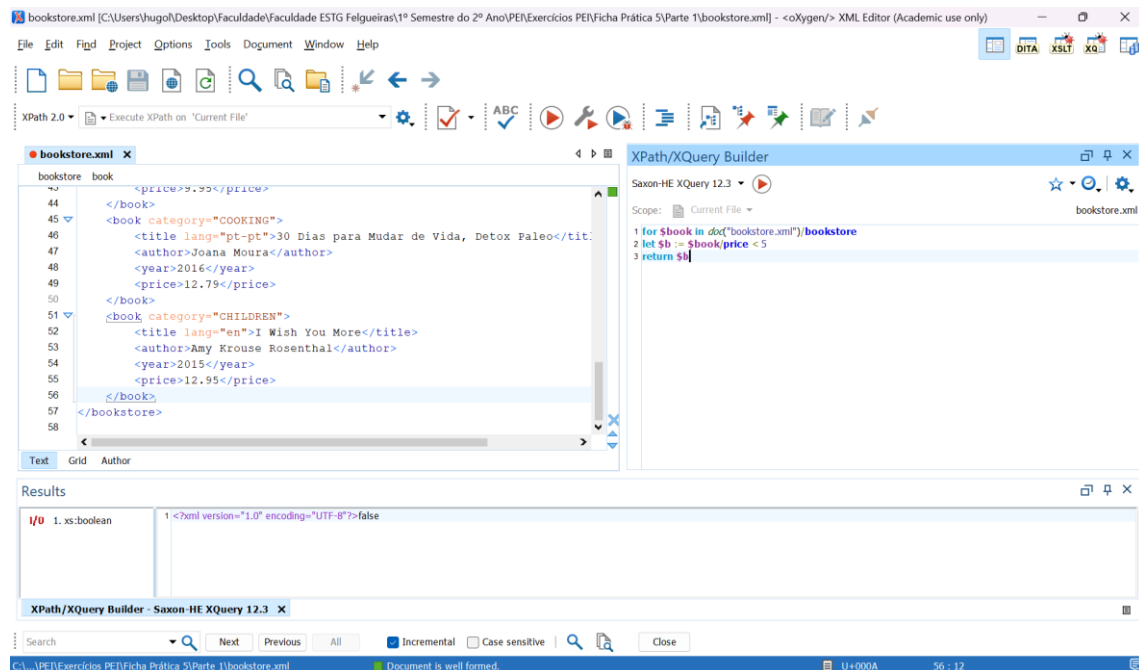 bookstore.xml [C:\Users\hugol\Desktop\Faculdade\Faculdade ESTG Felgueiras\1º Semestre do 2º Ano\PEI\Exercícios PEI\Ficha Prática 5\Parte 1\bookstore.xml] - <oXygen/> XML Editor (Academic use only)
File Edit Find Project Options Tools Document Window Help
DITA XSLT XQ
XPath 2.0 Execute XPath on 'Current File'
ABC
bookstore.xml
bookstore book
43 <price>9.95</price>
44 </book>
45 <book category="COOKING">
46 <title lang="pt-pt">30 Dias para Mudar de Vida, Detox Paleo</titl
47 <author>Joana Moura</author>
48 <year>2016</year>
49 <price>12.79</price>
50 </book>
51 <book category="CHILDREN">
52 <title lang="en">I Wish You More</title>
53 <author>Amy Krouse Rosenthal</author>
54 <year>2015</year>
55 <price>12.95</price>
56 </book>
57 </bookstore>
58
Text Grid Author
XPath/XQuery Builder
Saxon-HE XQuery 12.3
Scope: Current File bookstore.xml
1 for $book in doc("bookstore.xml")/bookstore
2 let $b := $book/price < 5
3 return $b
Results
I/O 1. xs:boolean
1 <?xml version="1.0" encoding="UTF-8"?>false
XPath/XQuery Builder - Saxon-HE XQuery 12.3
Search Next Previous All Incremental Case sensitive Close
C:\...\PEI\Exercícios PEI\Ficha Prática 5\Parte 1\bookstore.xml Document is well formed. U+000A 56 : 12